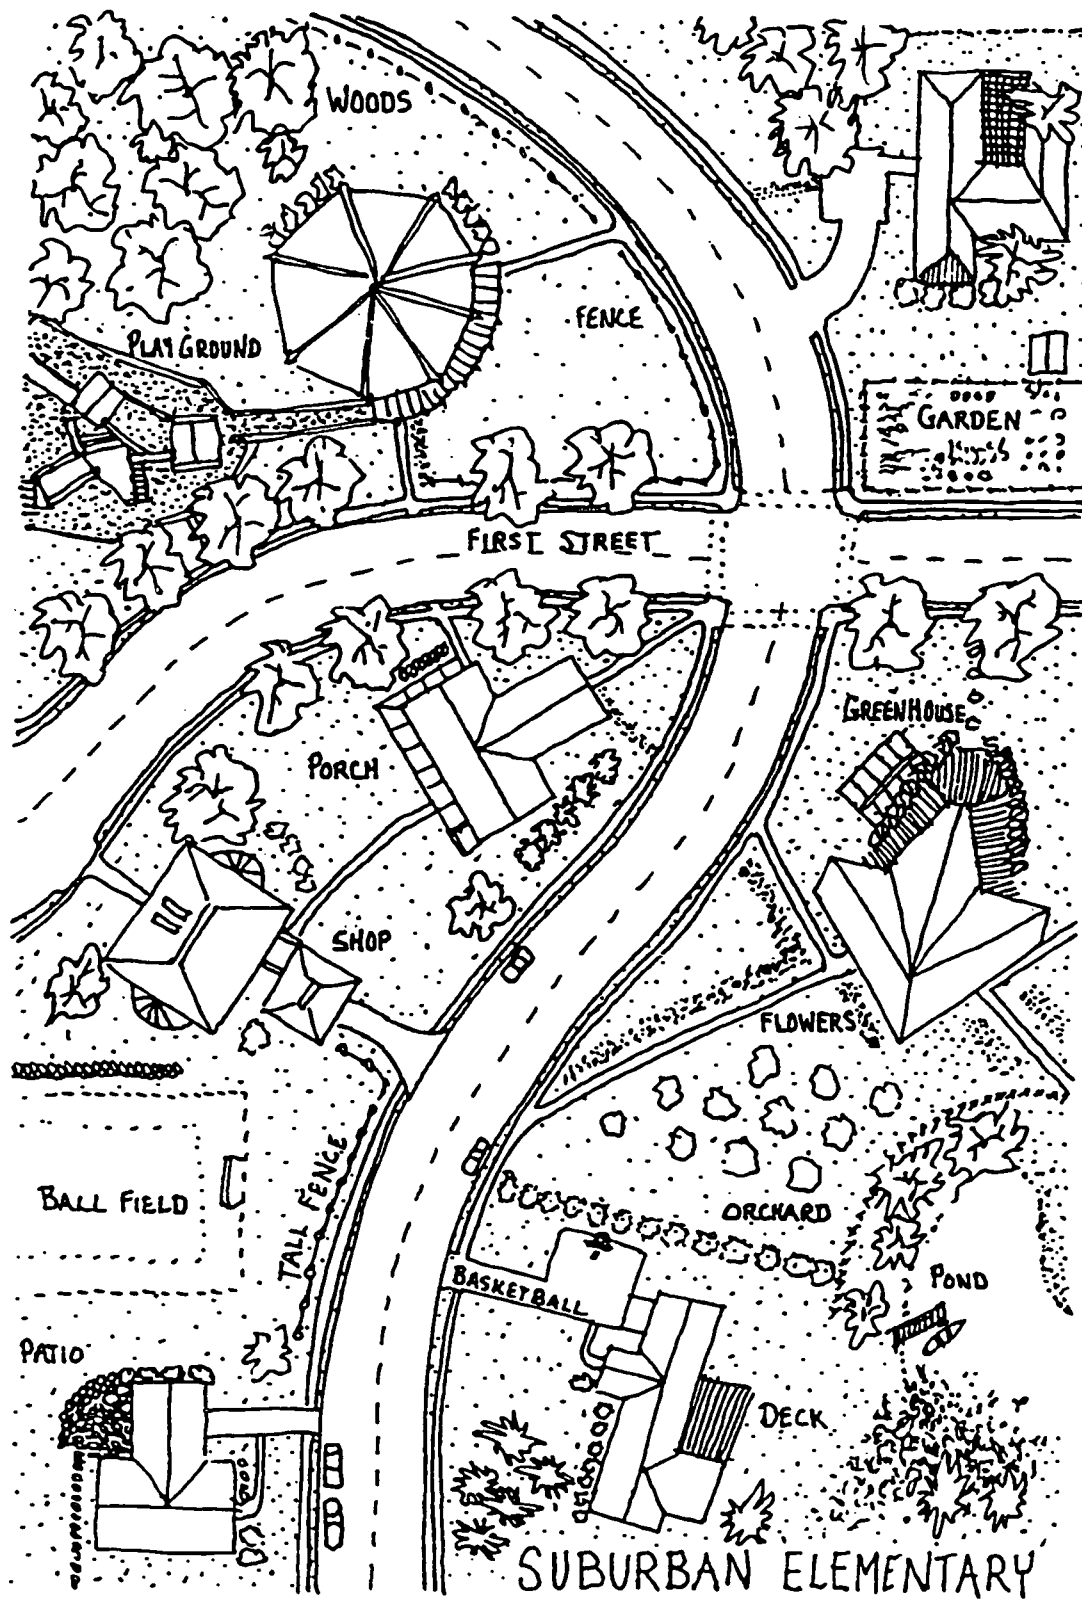 WOODS
FENCE
PLAYGROUND
GARDEN
FIRST STREET
GREENHOUSE
PORCH
SHOP
FLOWERS
TALL FENCE
BALL FIELD
ORCHARD
POND
BASKETBALL
PATIO
DECK
SUBURBAN ELEMENTARY